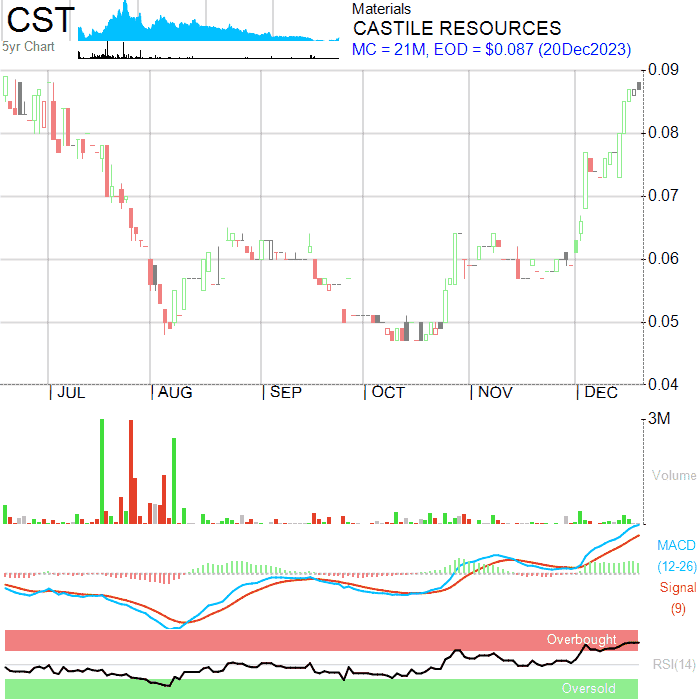 CST
5yr Chart
Materials
CASTILE RESOURCES
MC = 21M, EOD = $0.087 (20Dec2023)
0.09
0.08
0.07
0.06
0.05
0.04
JUL AUG SEP OCT NOV DEC
3M
Volume
MACD
(12-26)
Signal
(9)
Overbought
RSI(14)
Oversold